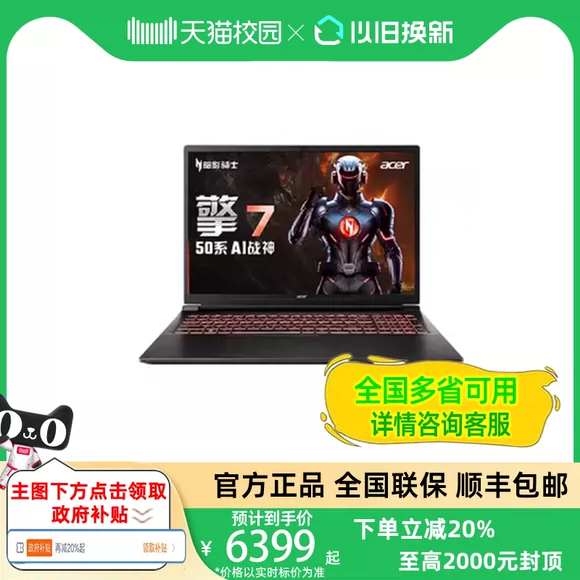 天猫校园 × 以旧换新
暗影骑士
acer
擎7
50系 AI战神
acer
全国多省可用
详情咨询客服
主图下方点击领取
政府补贴
政府补贴 再减20%起 领取补贴 >
官方正品 全国联保 顺丰包邮
预计到手价
￥6399起
*价格以实时标价为准
下单立减20%
至高2000元封顶